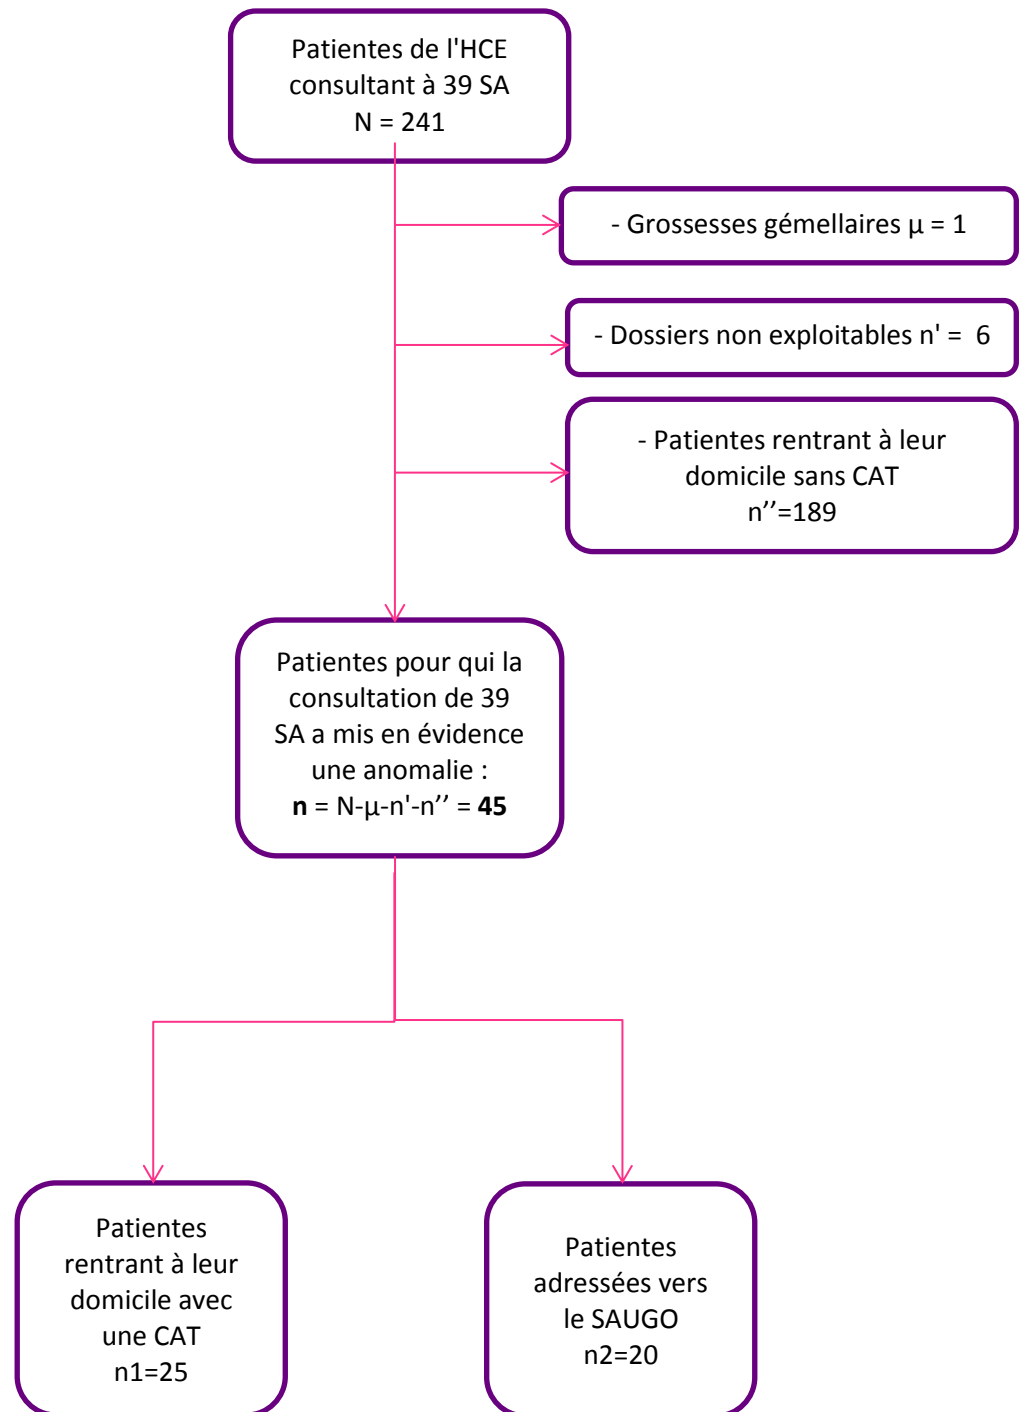 Patientes de l'HCE
consultant à 39 SA
N = 241
- Grossesses gémellaires µ = 1
- Dossiers non exploitables n' =  6
- Patientes rentrant à leur
domicile sans CAT
n’’=189
Patientes pour qui la
consultation de 39
SA a mis en évidence
une anomalie :
n = N-µ-n'-n’’ = 45
Patientes
rentrant à leur
domicile avec
une CAT
n1=25
Patientes
adressées vers
le SAUGO
n2=20